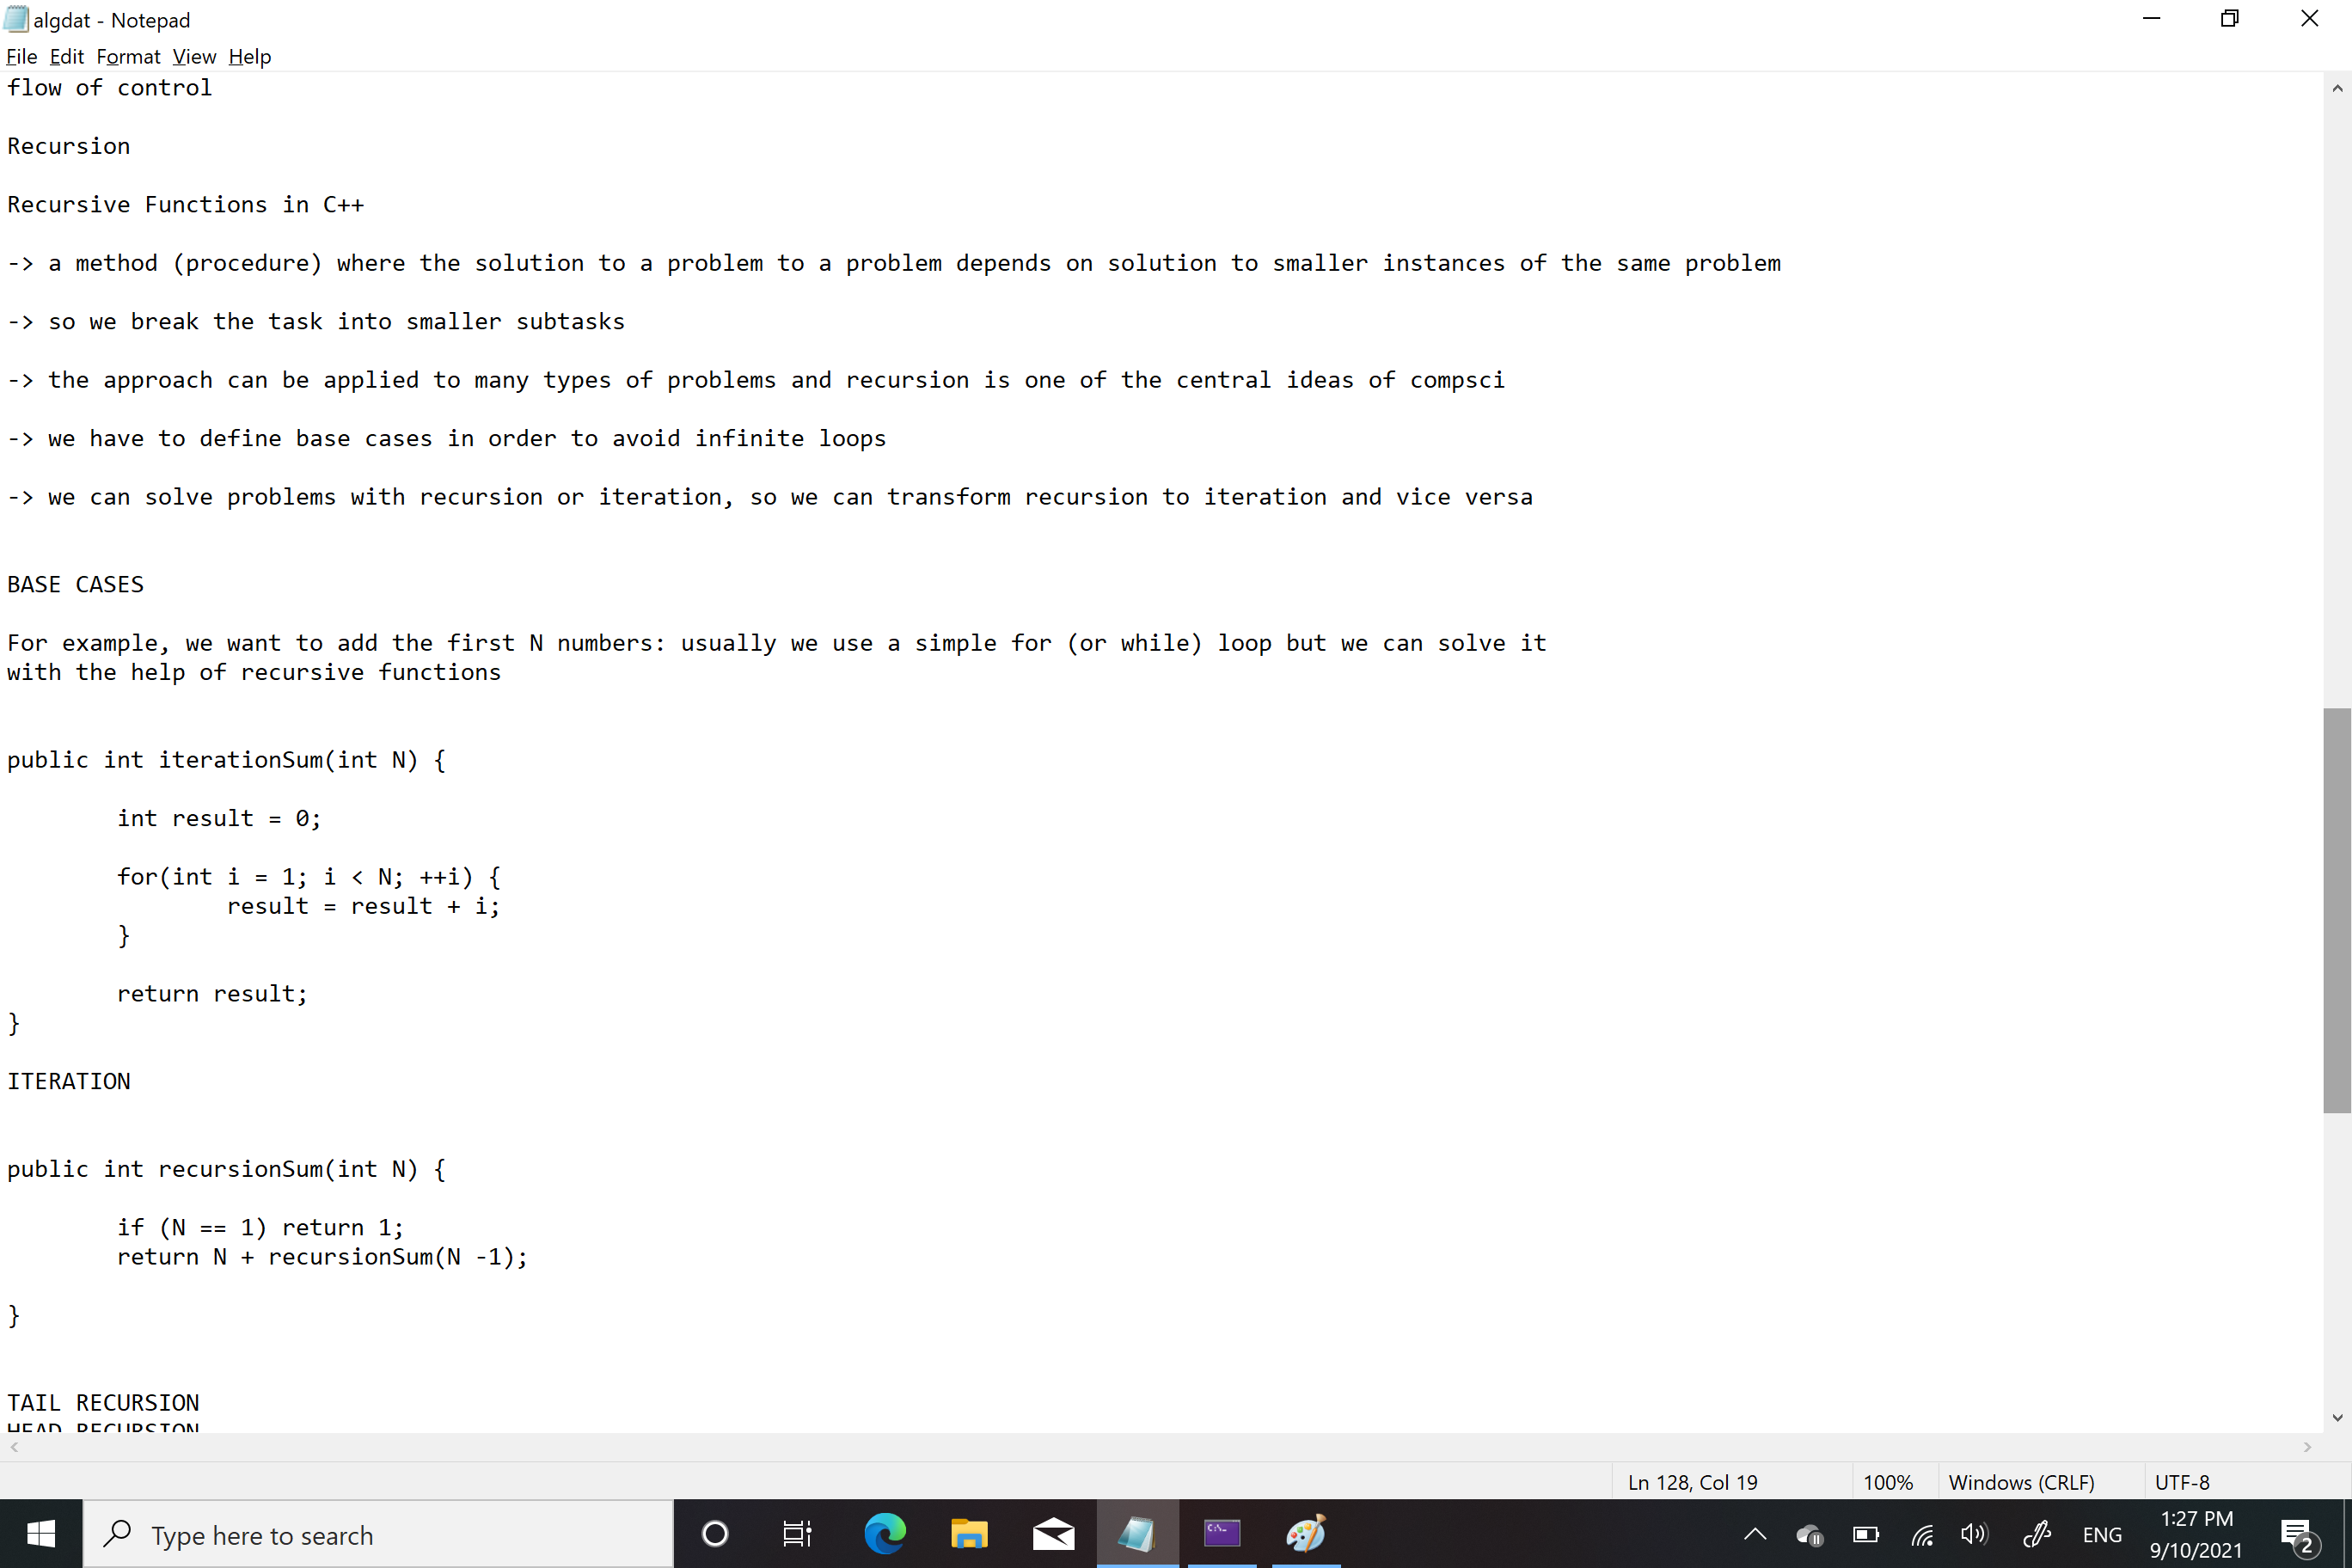 algdat - Notepad
File Edit Format View Help
flow of control
Recursion
Recursive Functions in C++
-> a method (procedure) where the solution to a problem to a problem depends on solution to smaller instances of the same problem
-> so we break the task into smaller subtasks
-> the approach can be applied to many types of problems and recursion is one of the central ideas of compsci
-> we have to define base cases in order to avoid infinite loops
-> we can solve problems with recursion or iteration, so we can transform recursion to iteration and vice versa
BASE CASES
For example, we want to add the first N numbers: usually we use a simple for (or while) loop but we can solve it
with the help of recursive functions
public int iterationSum(int N) {
int result = 0;
for(int i = 1; i < N; ++i) {
result = result + i;
}
return result;
}
ITERATION
public int recursionSum(int N) {
if (N == 1) return 1;
return N + recursionSum(N -1);
}
TAIL RECURSION
HEAD RECURSION
Ln 128, Col 19 100% Windows (CRLF) UTF-8
Type here to search
C:\_
ENG
1:27 PM
9/10/2021
2